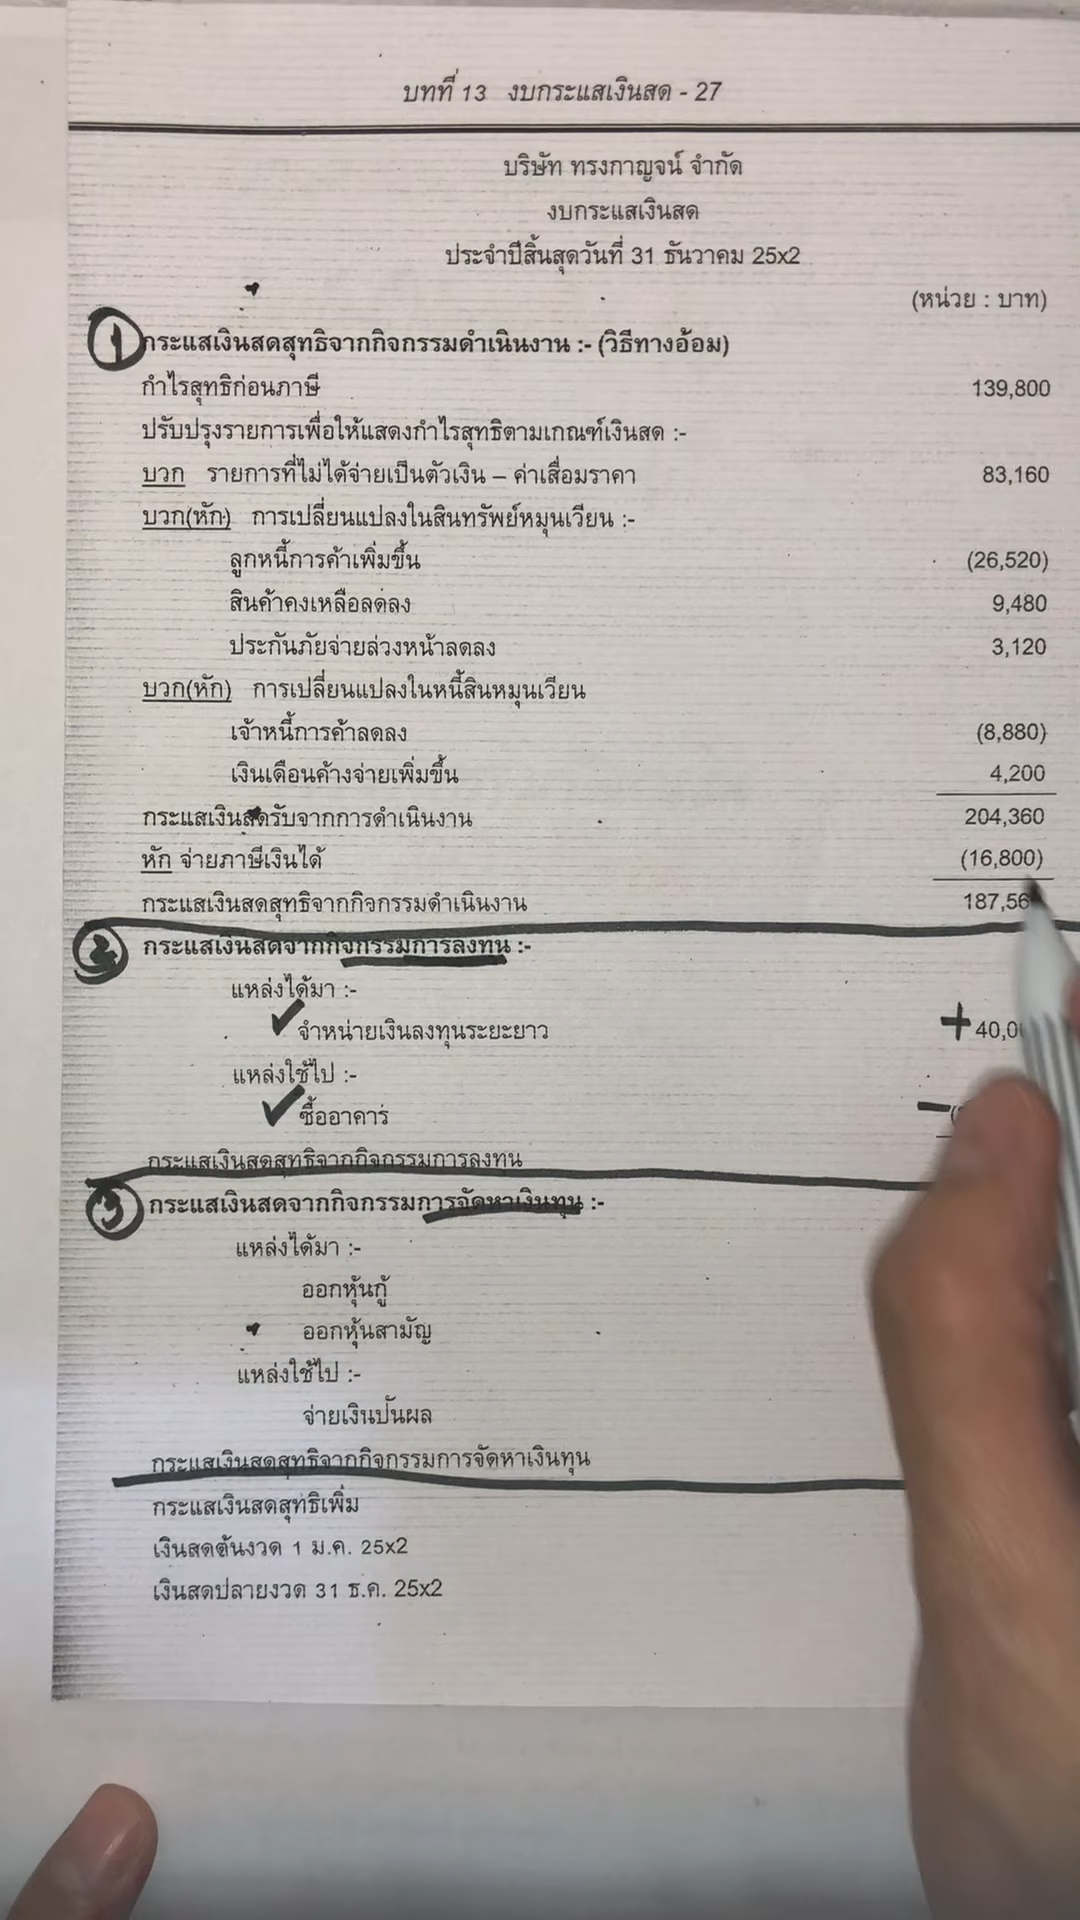 บทที่ 13 งบกระแสเงินสด - 27
บริษัท ทรงกาญจน์ จำกัด
งบกระแสเงินสด
ประจำปีสิ้นสุดวันที่ 31 ธันวาคม 25x2
(หน่วย : บาท)
1 กระแสเงินสดสุทธิจากกิจกรรมดำเนินงาน :- (วิธีทางอ้อม)
กำไรสุทธิก่อนภาษี 139,800
ปรับปรุงรายการเพื่อให้แสดงกำไรสุทธิตามเกณฑ์เงินสด :-
บวก รายการที่ไม่ได้จ่ายเป็นตัวเงิน – ค่าเสื่อมราคา 83,160
บวก(หัก) การเปลี่ยนแปลงในสินทรัพย์หมุนเวียน :-
ลูกหนี้การค้าเพิ่มขึ้น (26,520)
สินค้าคงเหลือลดลง 9,480
ประกันภัยจ่ายล่วงหน้าลดลง 3,120
บวก(หัก) การเปลี่ยนแปลงในหนี้สินหมุนเวียน
เจ้าหนี้การค้าลดลง (8,880)
เงินเดือนค้างจ่ายเพิ่มขึ้น 4,200
กระแสเงินสดรับจากการดำเนินงาน 204,360
หัก จ่ายภาษีเงินได้ (16,800)
กระแสเงินสดสุทธิจากกิจกรรมดำเนินงาน 187,56
2 กระแสเงินสดจากกิจกรรมการลงทุน :-
แหล่งได้มา :-
✓ จำหน่ายเงินลงทุนระยะยาว + 40,0
แหล่งใช้ไป :-
✓ ซื้ออาคาร – (
กระแสเงินสดสุทธิจากกิจกรรมการลงทุน
3 กระแสเงินสดจากกิจกรรมการจัดหาเงินทุน :-
แหล่งได้มา :-
ออกหุ้นกู้
ออกหุ้นสามัญ
แหล่งใช้ไป :-
จ่ายเงินปันผล
กระแสเงินสดสุทธิจากกิจกรรมการจัดหาเงินทุน
กระแสเงินสดสุทธิเพิ่ม
เงินสดต้นงวด 1 ม.ค. 25x2
เงินสดปลายงวด 31 ธ.ค. 25x2